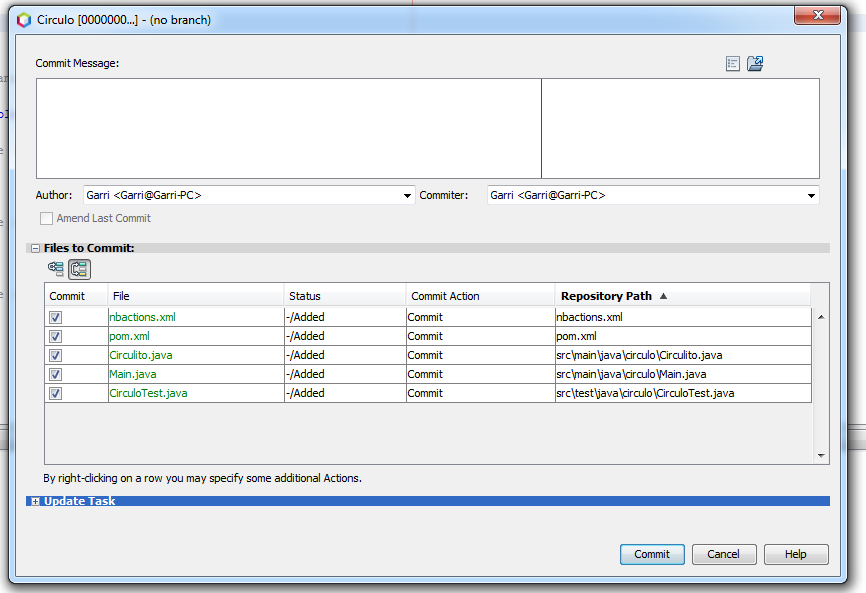 Circulo [0000000...] - (no branch)
Commit Message:
Author: Garri <Garri@Garri-PC> Commiter: Garri <Garri@Garri-PC>
Amend Last Commit
Files to Commit:
Commit File Status Commit Action Repository Path
nbactions.xml -/Added Commit nbactions.xml
pom.xml -/Added Commit pom.xml
Circulito.java -/Added Commit src\main\java\circulo\Circulito.java
Main.java -/Added Commit src\main\java\circulo\Main.java
CirculoTest.java -/Added Commit src\test\java\circulo\CirculoTest.java
By right-clicking on a row you may specify some additional Actions.
Update Task
Commit Cancel Help